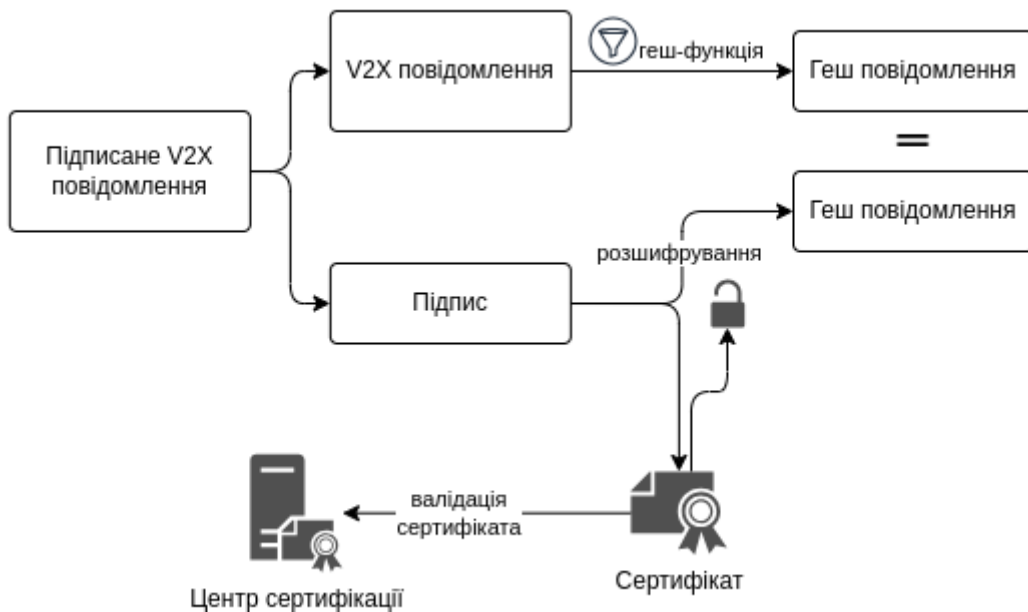 V2X повідомлення
геш-функція
Геш повідомлення
Підписане V2X
повідомлення
=
Геш повідомлення
розшифрування
Підпис
валідація
сертифіката
Сертифікат
Центр сертифікації